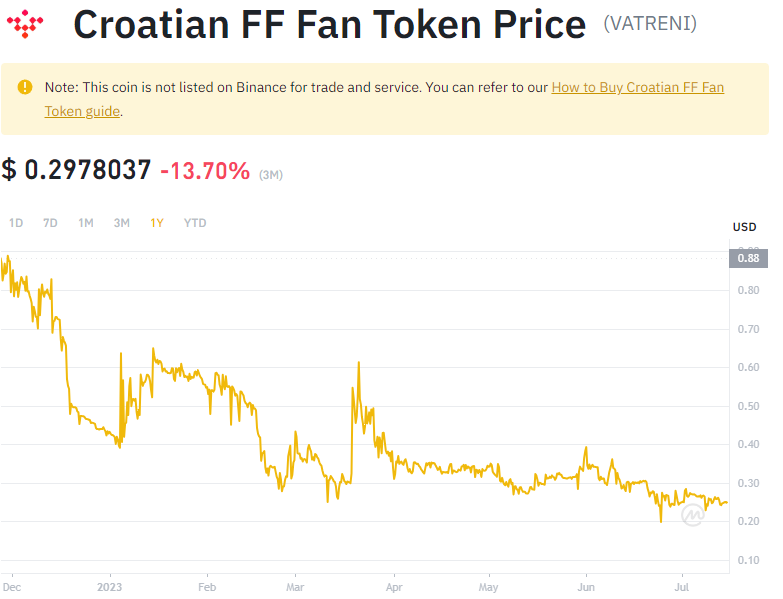 Croatian FF Fan Token Price (VATRENI)
Note: This coin is not listed on Binance for trade and service. You can refer to our How to Buy Croatian FF Fan
Token guide.
$ 0.2978037 -13.70% (3M)
1D 7D 1M 3M 1Y YTD
USD
0.88
0.80
0.70
0.60
0.50
0.40
0.30
0.20
0.10
Dec 2023 Feb Mar Apr May Jun Jul